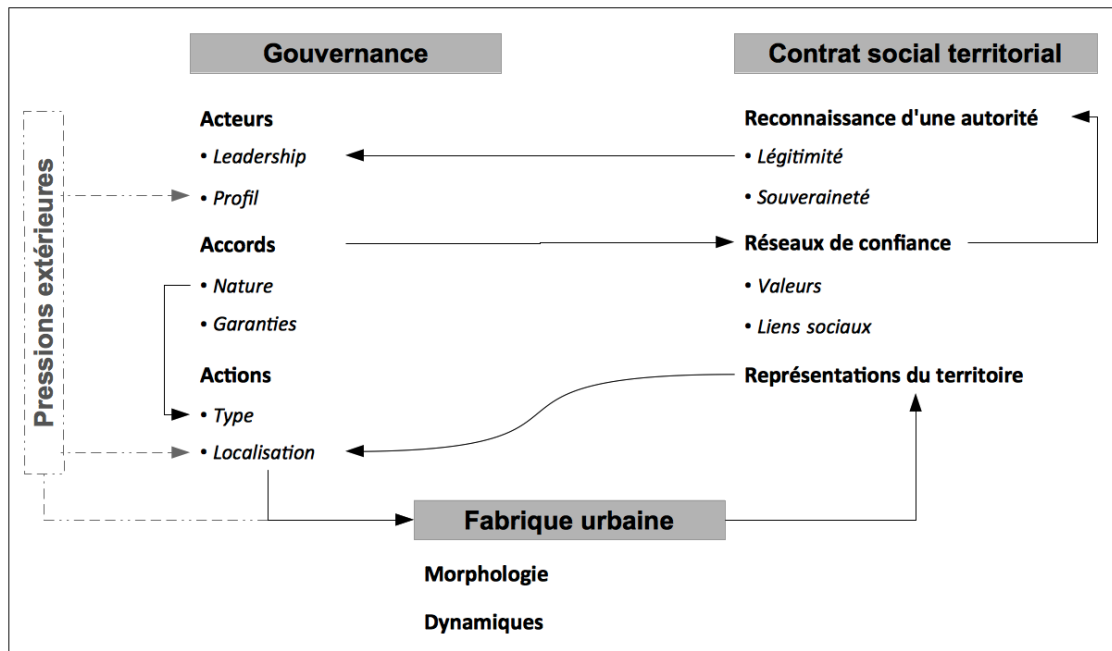 Gouvernance
Contrat social territorial
Pressions extérieures
Acteurs
• Leadership
• Profil
Accords
• Nature
• Garanties
Actions
• Type
• Localisation
Reconnaissance d'une autorité
• Légitimité
• Souveraineté
Réseaux de confiance
• Valeurs
• Liens sociaux
Représentations du territoire
Fabrique urbaine
Morphologie
Dynamiques